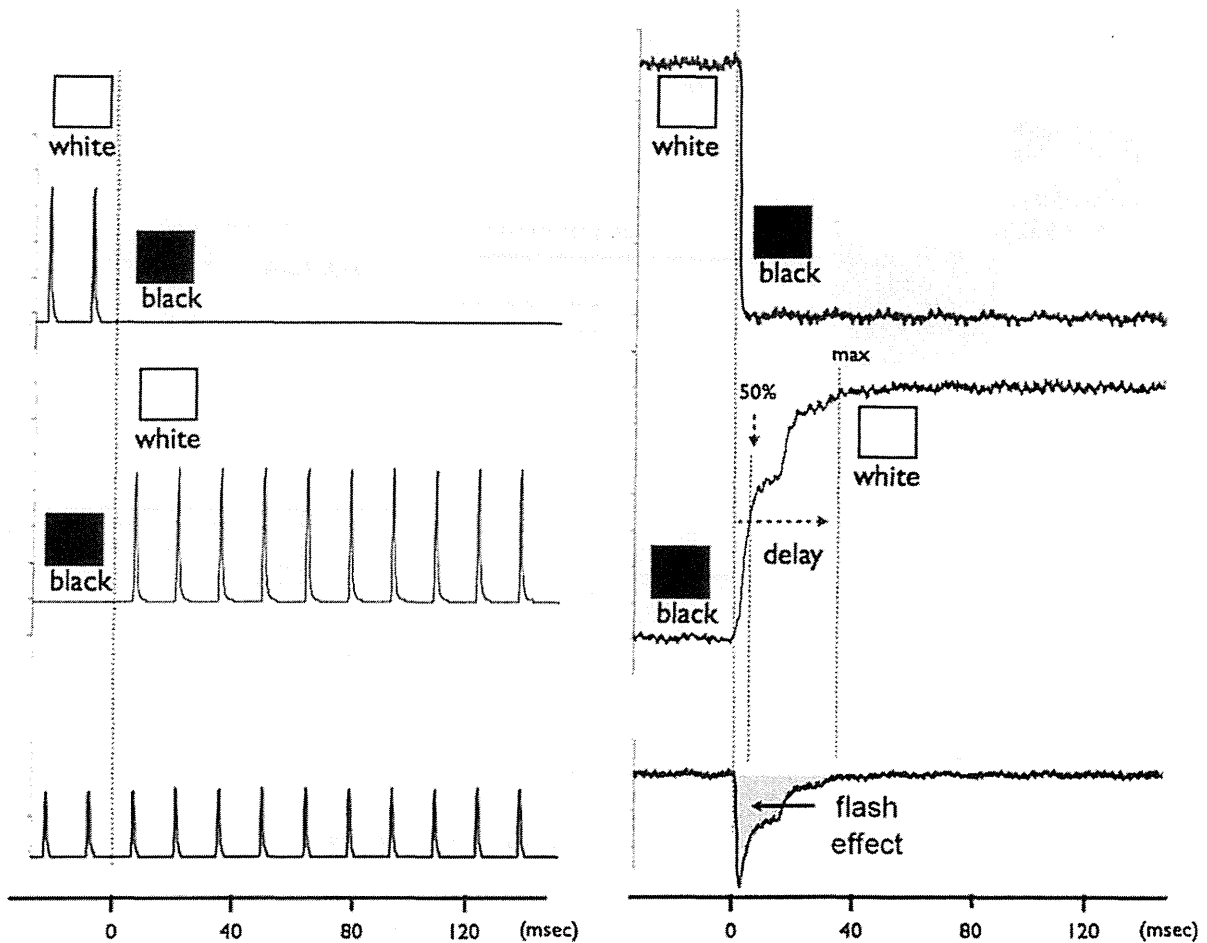 white
black
white
black
0 40 80 120 (msec)
white
black
max
50%
white
delay
black
flash
effect
0 40 80 120 (msec)